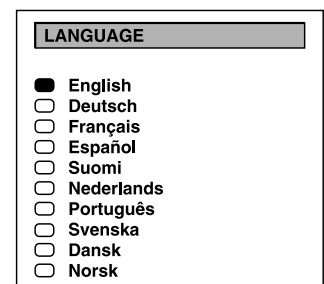 LANGUAGE
English
Deutsch
Français
Español
Suomi
Nederlands
Português
Svenska
Dansk
Norsk